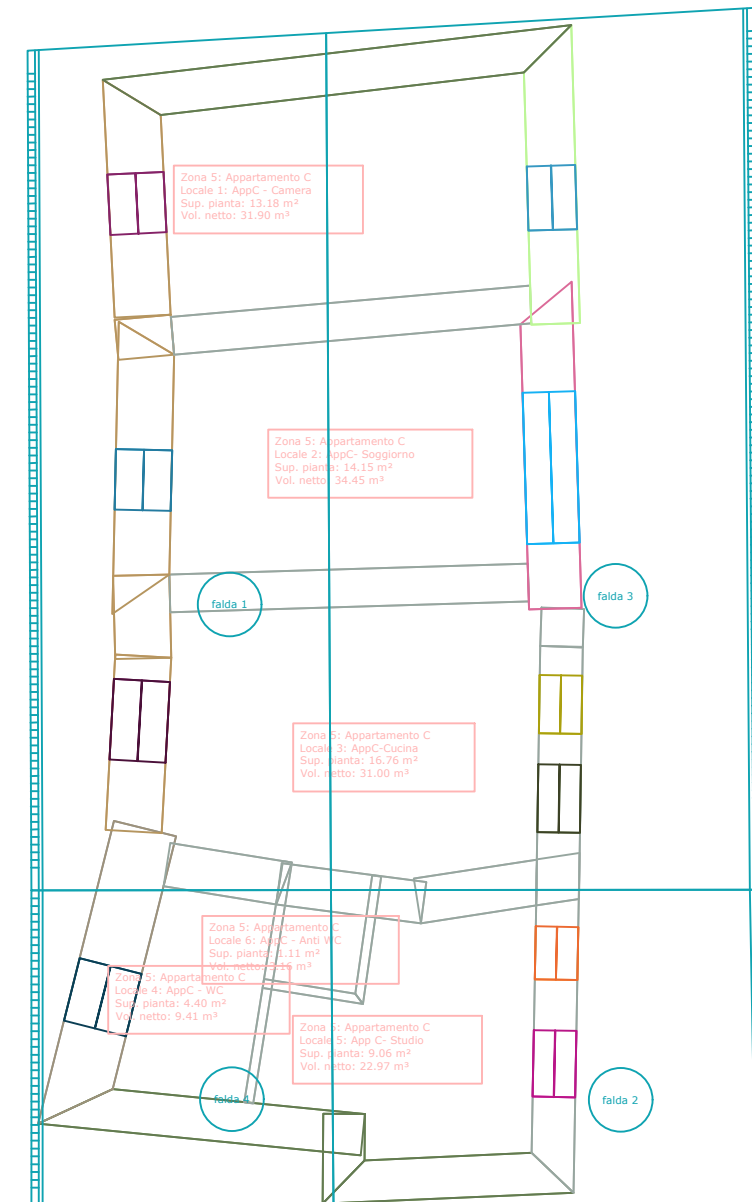 Zona 5: Appartamento C
Locale 1: AppC - Camera
Sup. pianta: 13.18 m²
Vol. netto: 31.90 m³
Zona 5: Appartamento C
Locale 2: AppC- Soggiorno
Sup. pianta: 14.15 m²
Vol. netto: 34.45 m³
falda 1
falda 3
Zona 5: Appartamento C
Locale 3: AppC-Cucina
Sup. pianta: 16.76 m²
Vol. netto: 31.00 m³
Zona 5: Appartamento C
Locale 6: AppC - Anti WC
Sup. pianta: 1.11 m²
Vol. netto: m³
Zona 5: Appartamento C
Locale 4: AppC - WC
Sup. pianta: 4.40 m²
Vol. netto: 9.41 m³
Zona 5: Appartamento C
Locale 5: App C- Studio
Sup. pianta: 9.06 m²
Vol. netto: 22.97 m³
falda 4
falda 2